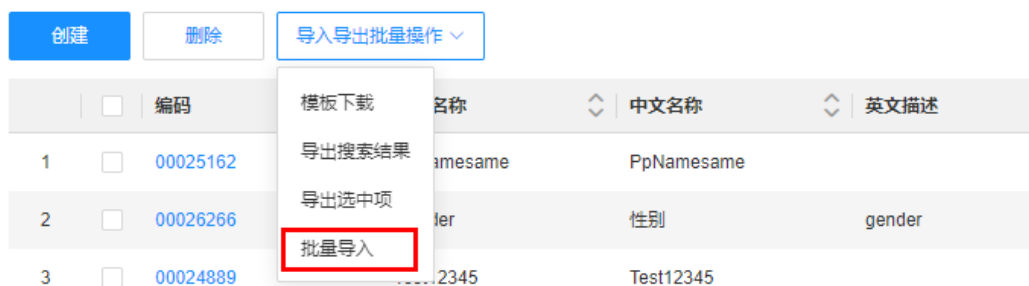 创建 删除 导入导出批量操作
编码 名称 中文名称 英文描述
模板下载
1 00025162 amesame PpNamesame
导出搜索结果
导出选中项
2 00026266 der 性别 gender
批量导入
3 00024889 12345 Test12345